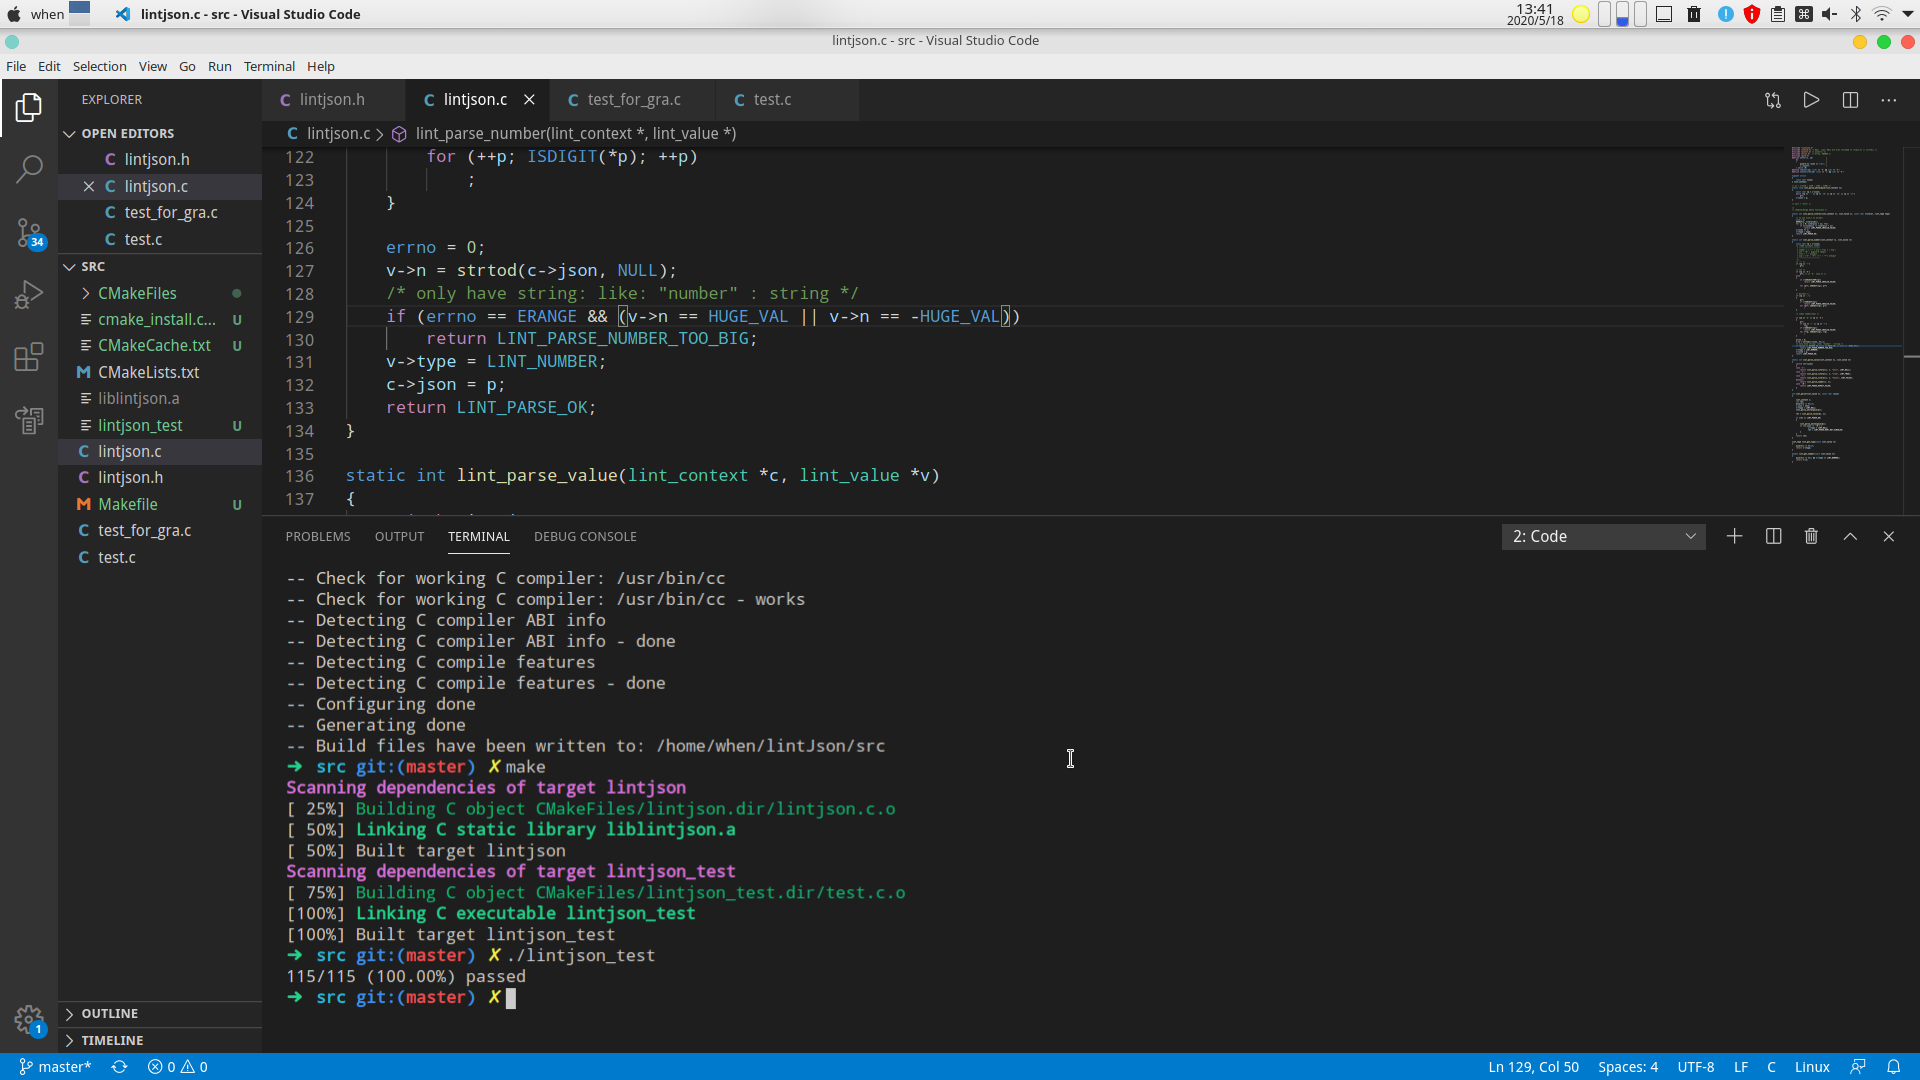 when
lintjson.c - src - Visual Studio Code
13:41
2020/5/18
lintjson.c - src - Visual Studio Code
File Edit Selection View Go Run Terminal Help
EXPLORER
OPEN EDITORS
lintjson.h
lintjson.c
test_for_gra.c
test.c
34
SRC
CMakeFiles
cmake_install.c... U
CMakeCache.txt U
CMakeLists.txt
liblintjson.a
lintjson_test U
lintjson.c
lintjson.h
Makefile U
test_for_gra.c
test.c
OUTLINE
TIMELINE
1
lintjson.h lintjson.c test_for_gra.c test.c
lintjson.c > lint_parse_number(lint_context *, lint_value *)
122 for (++p; ISDIGIT(*p); ++p)
123 ;
124 }
125
126 errno = 0;
127 v->n = strtod(c->json, NULL);
128 /* only have string: like: "number" : string */
129 if (errno == ERANGE && (v->n == HUGE_VAL || v->n == -HUGE_VAL))
130 return LINT_PARSE_NUMBER_TOO_BIG;
131 v->type = LINT_NUMBER;
132 c->json = p;
133 return LINT_PARSE_OK;
134 }
135
136 static int lint_parse_value(lint_context *c, lint_value *v)
137 {
PROBLEMS OUTPUT TERMINAL DEBUG CONSOLE
2: Code
-- Check for working C compiler: /usr/bin/cc
-- Check for working C compiler: /usr/bin/cc - works
-- Detecting C compiler ABI info
-- Detecting C compiler ABI info - done
-- Detecting C compile features
-- Detecting C compile features - done
-- Configuring done
-- Generating done
-- Build files have been written to: /home/when/lintJson/src
➜ src git:(master) ✗ make
Scanning dependencies of target lintjson
[ 25%] Building C object CMakeFiles/lintjson.dir/lintjson.c.o
[ 50%] Linking C static library liblintjson.a
[ 50%] Built target lintjson
Scanning dependencies of target lintjson_test
[ 75%] Building C object CMakeFiles/lintjson_test.dir/test.c.o
[100%] Linking C executable lintjson_test
[100%] Built target lintjson_test
➜ src git:(master) ✗ ./lintjson_test
115/115 (100.00%) passed
➜ src git:(master) ✗
master* 0 0 Ln 129, Col 50 Spaces: 4 UTF-8 LF C Linux